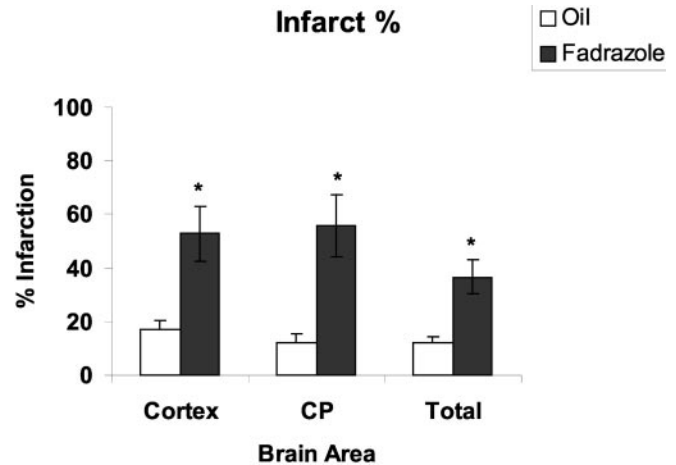 Infarct %
Oil
Fadrazole
100
80
60
40
20
0
% Infarction
*
*
*
Cortex CP Total
Brain Area